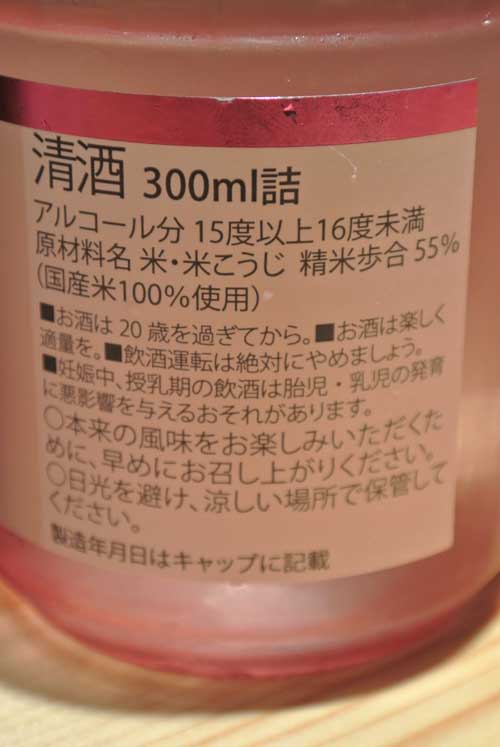 清酒 300ml詰
アルコール分 15度以上16度未満
原材料名 米・米こうじ 精米歩合 55%
(国産米100%使用)
■お酒は 20 歳を過ぎてから。■お酒は楽しく
適量を。■飲酒運転は絶対にやめましょう。
■妊娠中、授乳期の飲酒は胎児・乳児の発育
に悪影響を与えるおそれがあります。
○本来の風味をお楽しみいただくた
めに、早めにお召し上がりください。
○日光を避け、涼しい場所で保管して
ください。
製造年月日はキャップに記載